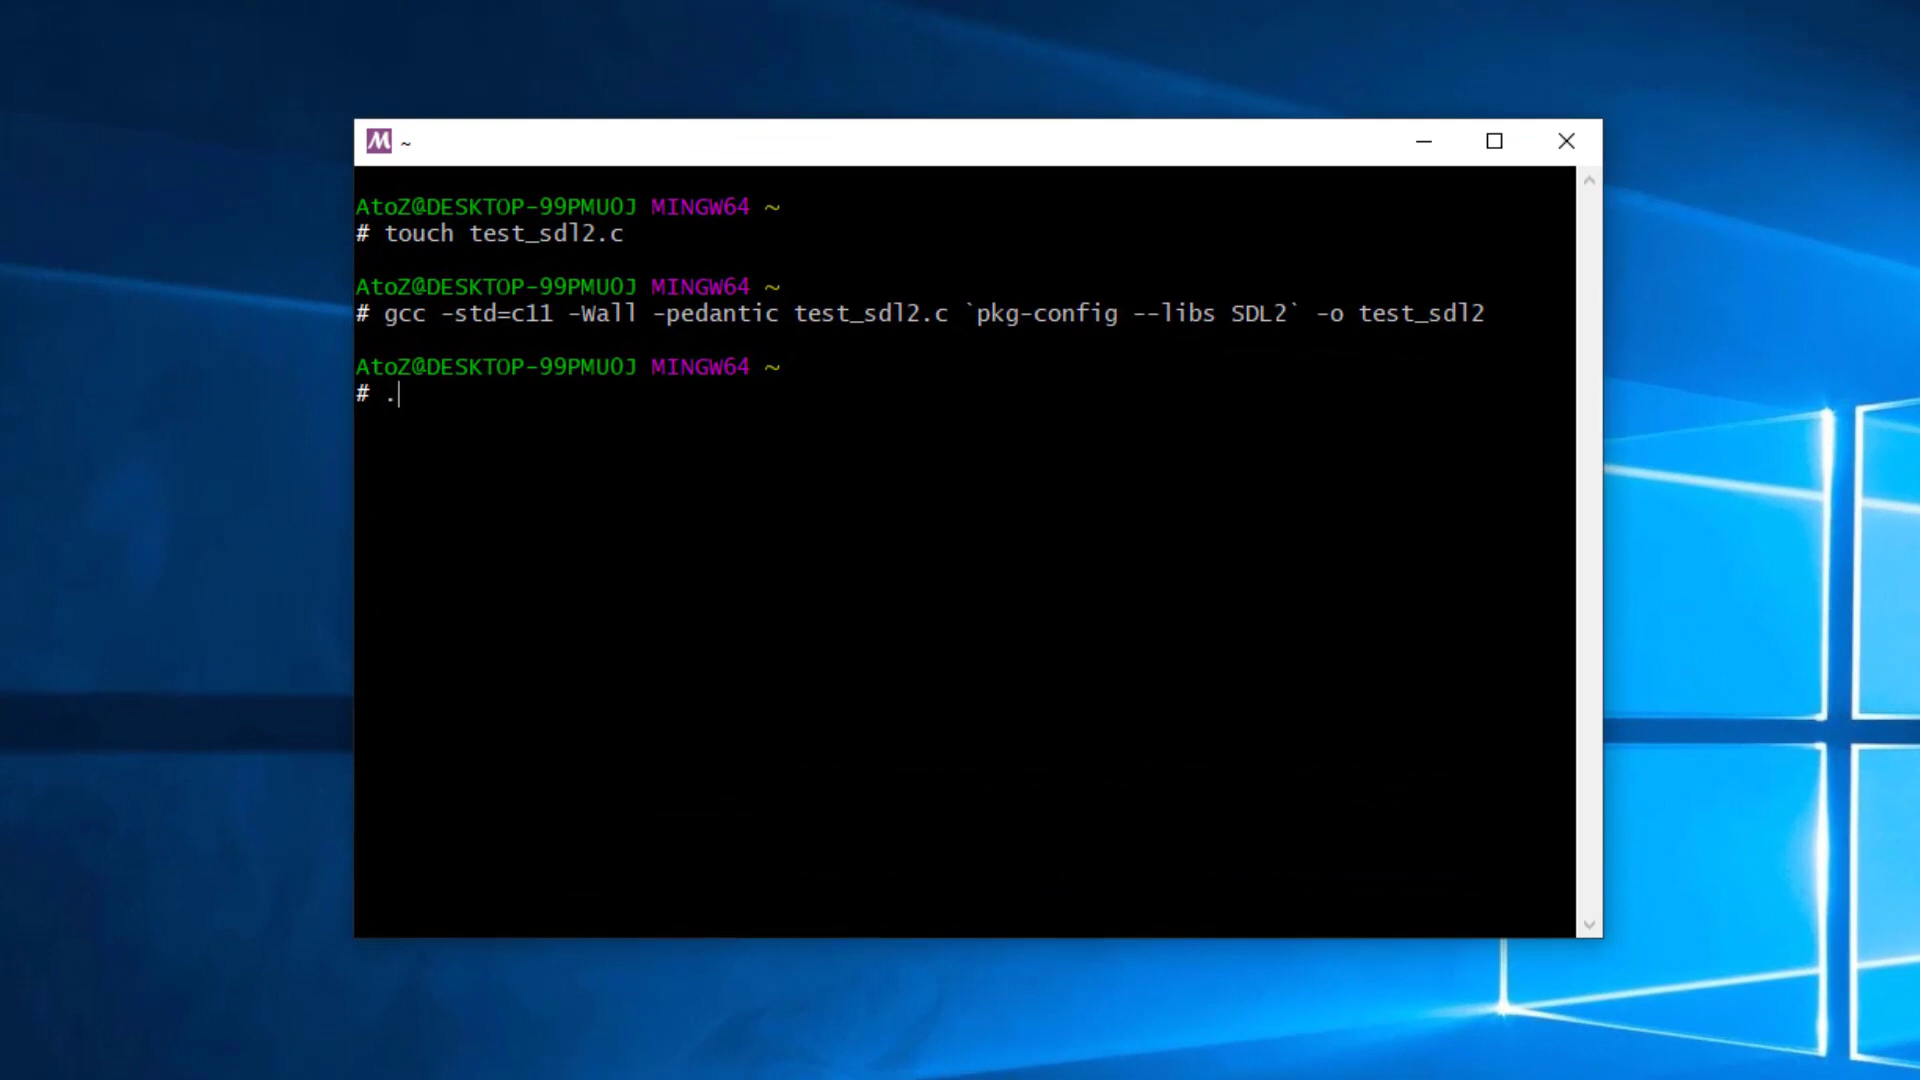 ~
AtoZ@DESKTOP-99PMUOJ MINGW64 ~
# touch test_sdl2.c
AtoZ@DESKTOP-99PMUOJ MINGW64 ~
# gcc -std=c11 -Wall -pedantic test_sdl2.c `pkg-config --libs SDL2` -o test_sdl2
AtoZ@DESKTOP-99PMUOJ MINGW64 ~
# .